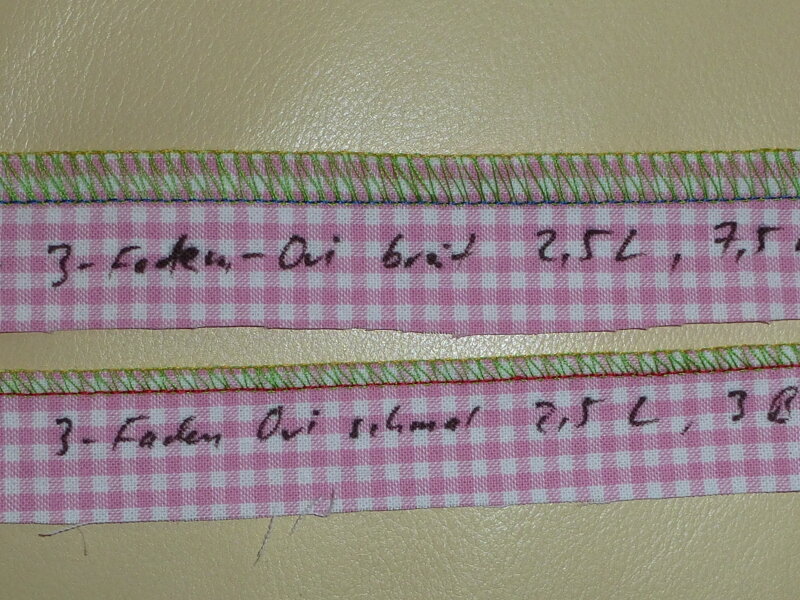 3-Faden-Ovi breit 2,5 L, 7,5
3-Faden Ovi schmal 2,5 L, 3 B